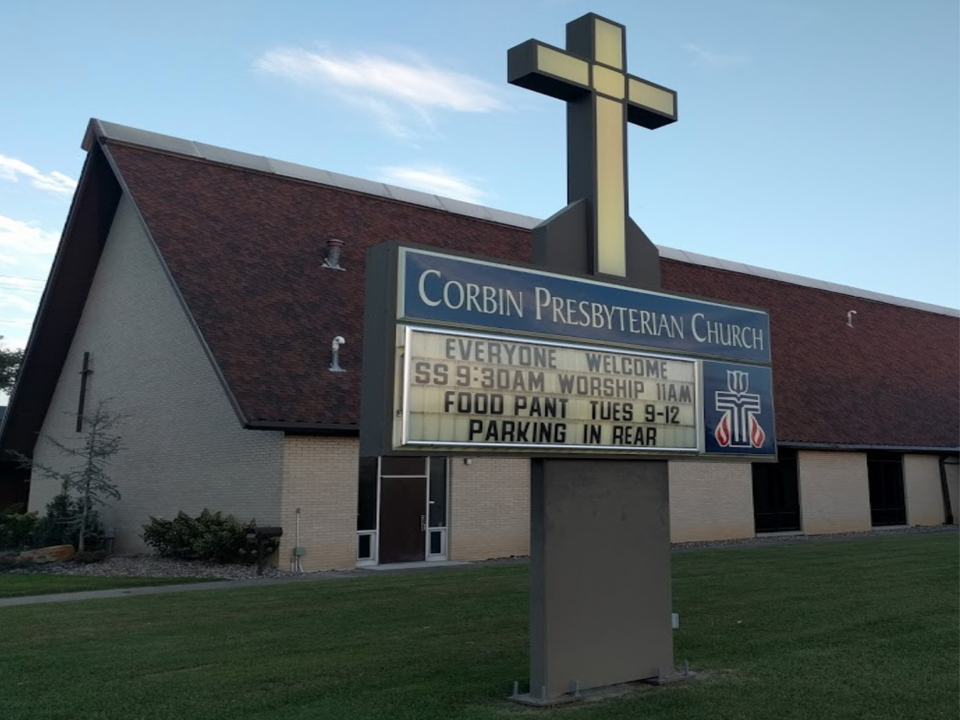 CORBIN PRESBYTERIAN CHURCH
EVERYONE WELCOME
SS 9:30AM WORSHIP 11AM
FOOD PANT TUES 9-12
PARKING IN REAR